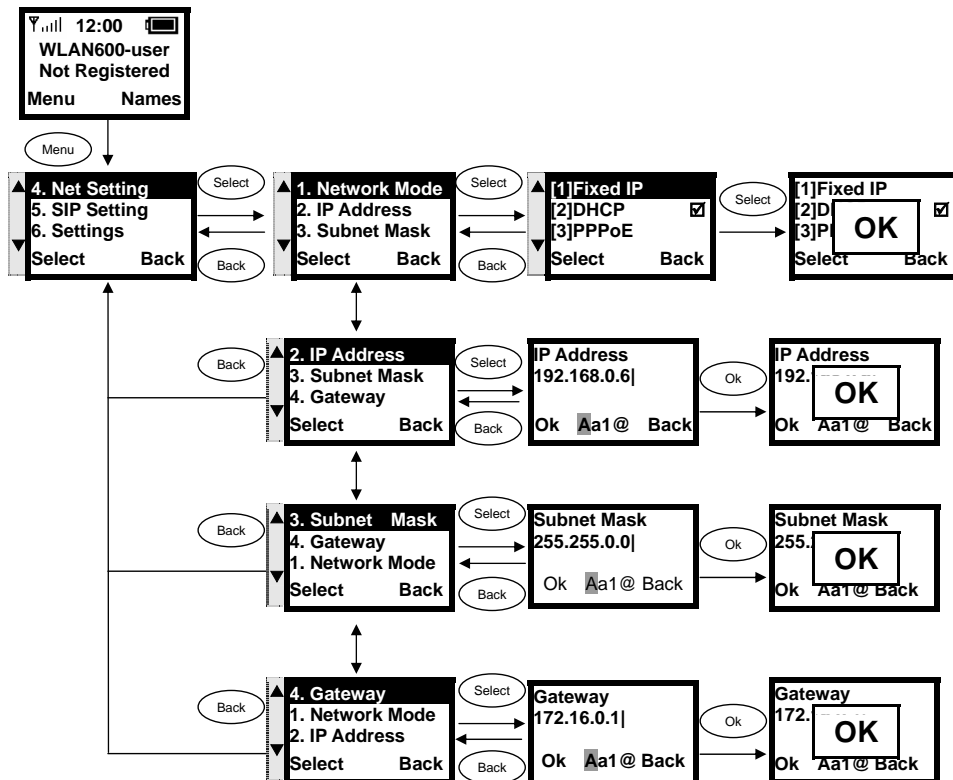 12:00
WLAN600-user
Not Registered
Menu Names
Menu
4. Net Setting
5. SIP Setting
6. Settings
Select Back
Select
Back
1. Network Mode
2. IP Address
3. Subnet Mask
Select Back
Select
Back
[1]Fixed IP
[2]DHCP
[3]PPPoE
Select Back
Select
[1]Fixed IP
[2]D
[3]P
OK
Select Back
Back
2. IP Address
3. Subnet Mask
4. Gateway
Select Back
Select
Back
IP Address
192.168.0.6|
Ok Aa1@ Back
Ok
IP Address
192.
OK
Ok Aa1@ Back
Back
3. Subnet Mask
4. Gateway
1. Network Mode
Select Back
Select
Back
Subnet Mask
255.255.0.0|
Ok Aa1@ Back
Ok
Subnet Mask
255.
OK
Ok Aa1@ Back
Back
4. Gateway
1. Network Mode
2. IP Address
Select Back
Select
Back
Gateway
172.16.0.1|
Ok Aa1@ Back
Ok
Gateway
172.
OK
Ok Aa1@ Back